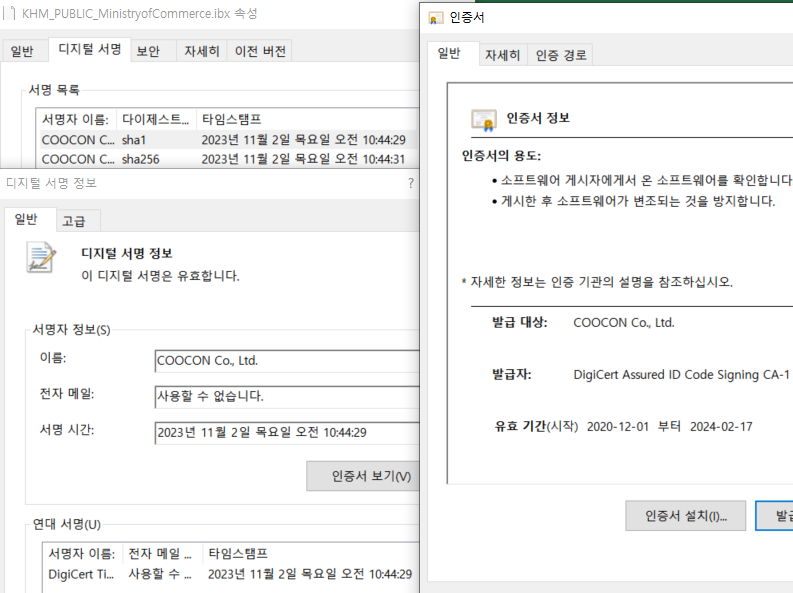 KHM_PUBLIC_MinistryofCommerce.ibx 속성
일반 디지털 서명 보안 자세히 이전 버전
서명 목록
서명자 이름: 다이제스트... 타임스탬프
COOCON C... sha1 2023년 11월 2일 목요일 오전 10:44:29
COOCON C... sha256 2023년 11월 2일 목요일 오전 10:44:31
디지털 서명 정보 ?
일반 고급
디지털 서명 정보
이 디지털 서명은 유효합니다.
서명자 정보(S)
이름: COOCON Co., Ltd.
전자 메일: 사용할 수 없습니다.
서명 시간: 2023년 11월 2일 목요일 오전 10:44:29
인증서 보기(V)
연대 서명(U)
서명자 이름: 전자 메일 ... 타임스탬프
DigiCert Ti... 사용할 수 ... 2023년 11월 2일 목요일 오전 10:44:29
인증서
일반 자세히 인증 경로
인증서 정보
인증서의 용도:
• 소프트웨어 게시자에게서 온 소프트웨어를 확인합니다
• 게시한 후 소프트웨어가 변조되는 것을 방지합니다.
* 자세한 정보는 인증 기관의 설명을 참조하십시오.
발급 대상: COOCON Co., Ltd.
발급자: DigiCert Assured ID Code Signing CA-1
유효 기간(시작) 2020-12-01 부터 2024-02-17
인증서 설치(I)... 발급